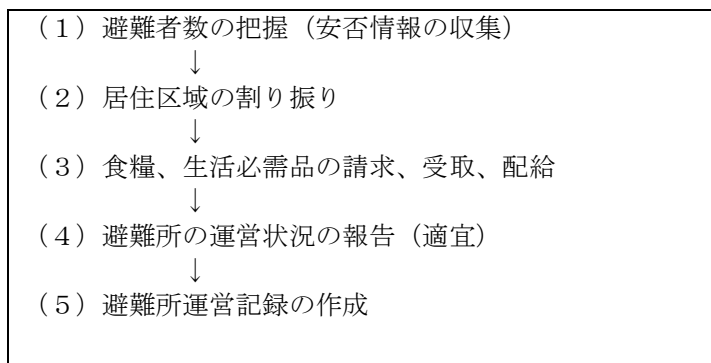 （１）避難者数の把握（安否情報の収集）
↓
（２）居住区域の割り振り
↓
（３）食糧、生活必需品の請求、受取、配給
↓
（４）避難所の運営状況の報告（適宜）
↓
（５）避難所運営記録の作成